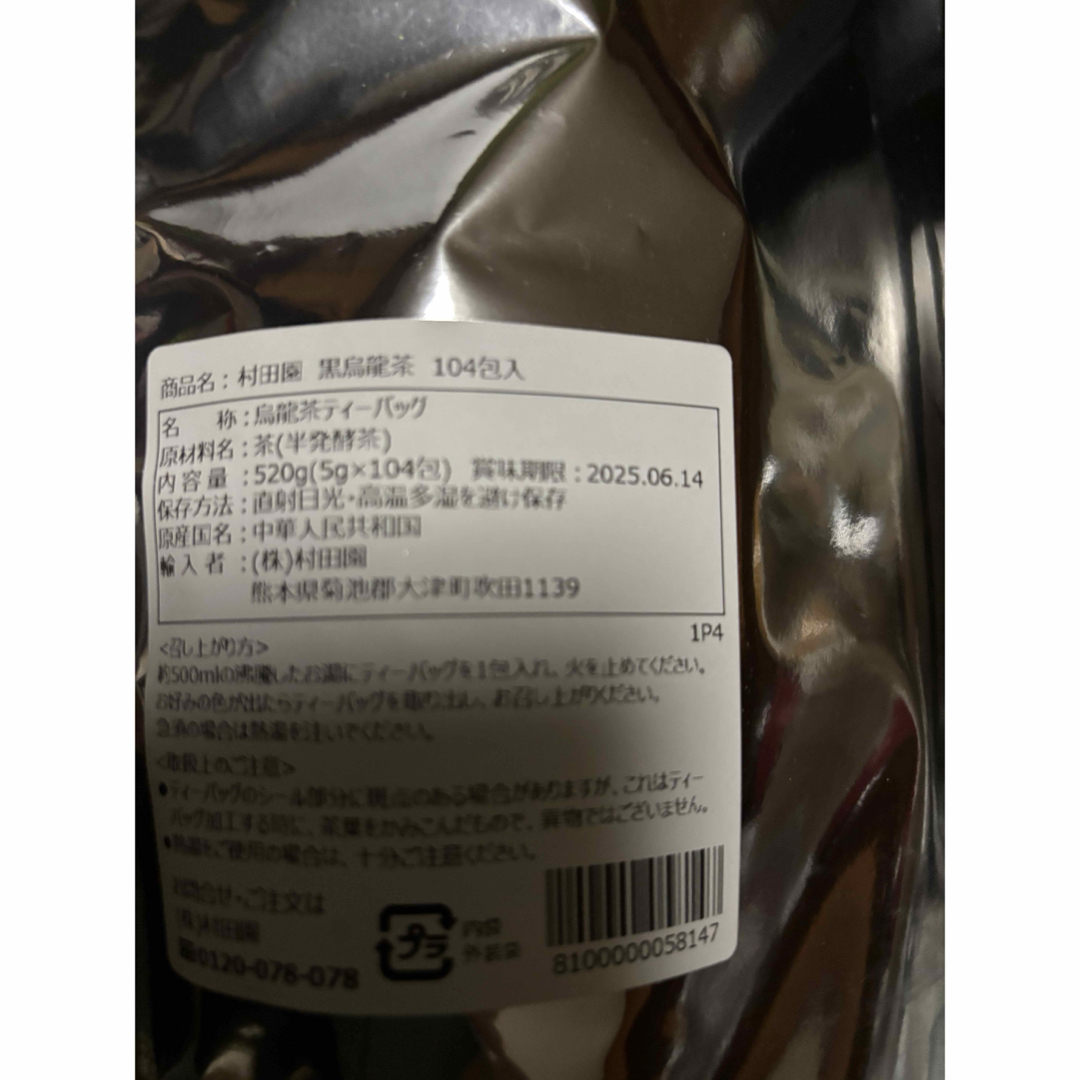 商品名：村田園 黒烏龍茶 104包入
名 称：烏龍茶ティーバッグ
原材料名：茶(半発酵茶)
内容量：520g(5g×104包) 賞味期限：2025.06.14
保存方法：直射日光・高温多湿を避け保存
原産国名：中華人民共和国
輸入者：(株)村田園
熊本県菊池郡大津町吹田1139
1P4
<召し上がり方>
約500mlの沸騰したお湯にティーバッグを1包入れ、火を止めてください。
お好みの色が出たらティーバッグを取り出し、お召し上がりください。
急須の場合は熱湯を注いでください。
<取扱上のご注意>
●ティーバッグのシール部分に斑点のある場合がありますが、これはティー
バッグ加工する時に、茶葉をかみこんだもので、異物ではございません。
●熱湯をご使用の場合は、十分ご注意ください。
お問合せ・ご注文は
(株)村田園
0120-078-078
プラ
内袋
外装袋
8100000058147